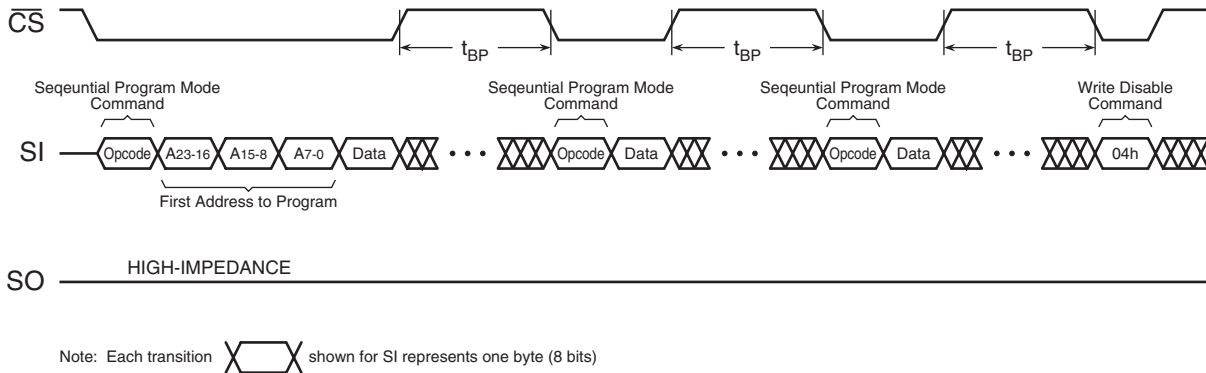 CS
tBP tBP tBP
Seqeuntial Program Mode Command
Seqeuntial Program Mode Command
Seqeuntial Program Mode Command
Write Disable Command
SI Opcode A23-16 A15-8 A7-0 Data • • • Opcode Data • • • Opcode Data • • • 04h
First Address to Program
HIGH-IMPEDANCE
SO
Note: Each transition shown for SI represents one byte (8 bits)